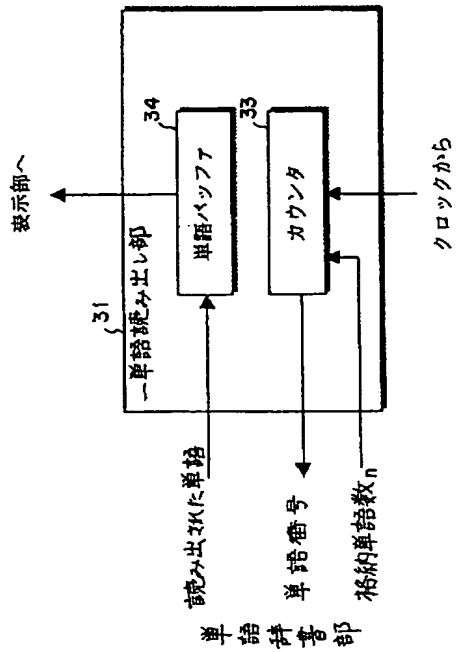 表示部へ
31
一単語読み出し部
34
単語バッファ
33
カウンタ
読み出された単語
単語番号
格納単語数n
単語辞書部
クロックから